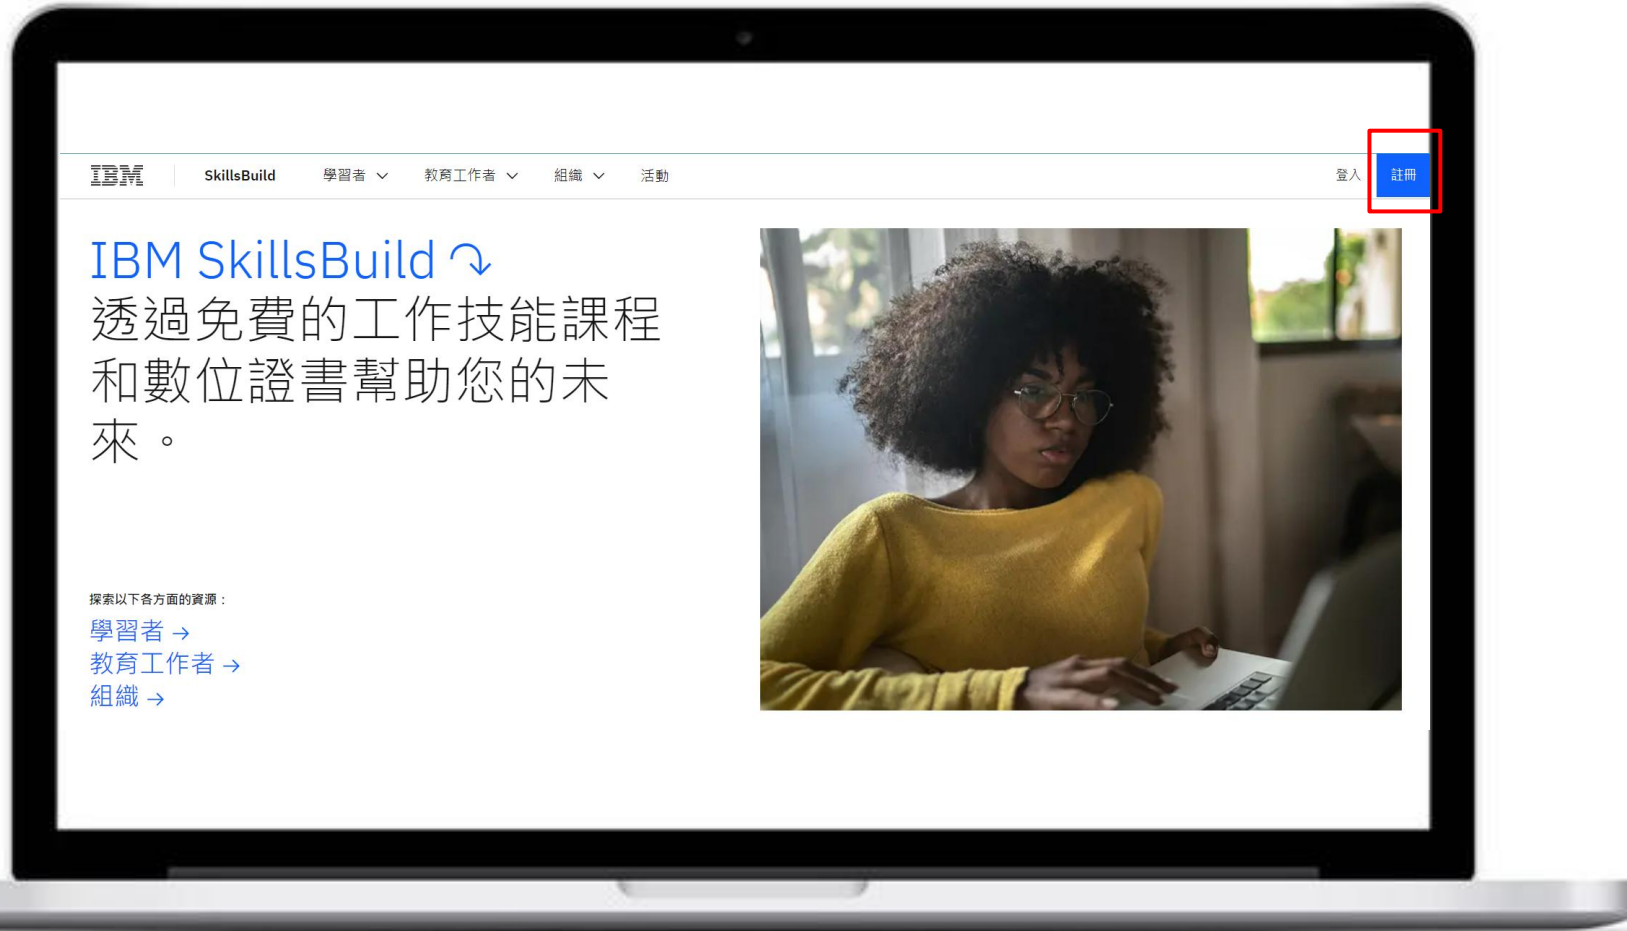 IBM SkillsBuild 學習者 教育工作者 組織 活動 登入 註冊
IBM SkillsBuild
透過免費的工作技能課程
和數位證書幫助您的未
來。
探索以下各方面的資源：
學習者 →
教育工作者 →
組織 →